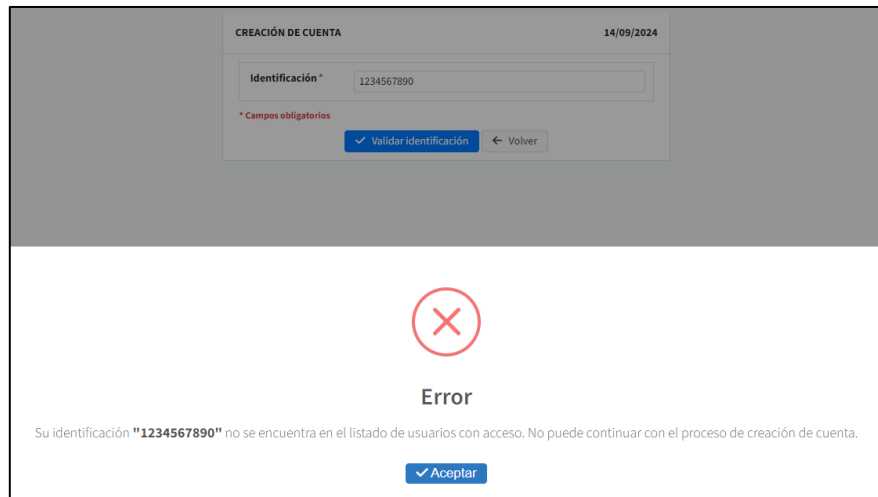 CREACIÓN DE CUENTA 14/09/2024
Identificación * 1234567890
* Campos obligatorios
Validar identificación Volver
Error
Su identificación "1234567890" no se encuentra en el listado de usuarios con acceso. No puede continuar con el proceso de creación de cuenta.
Aceptar